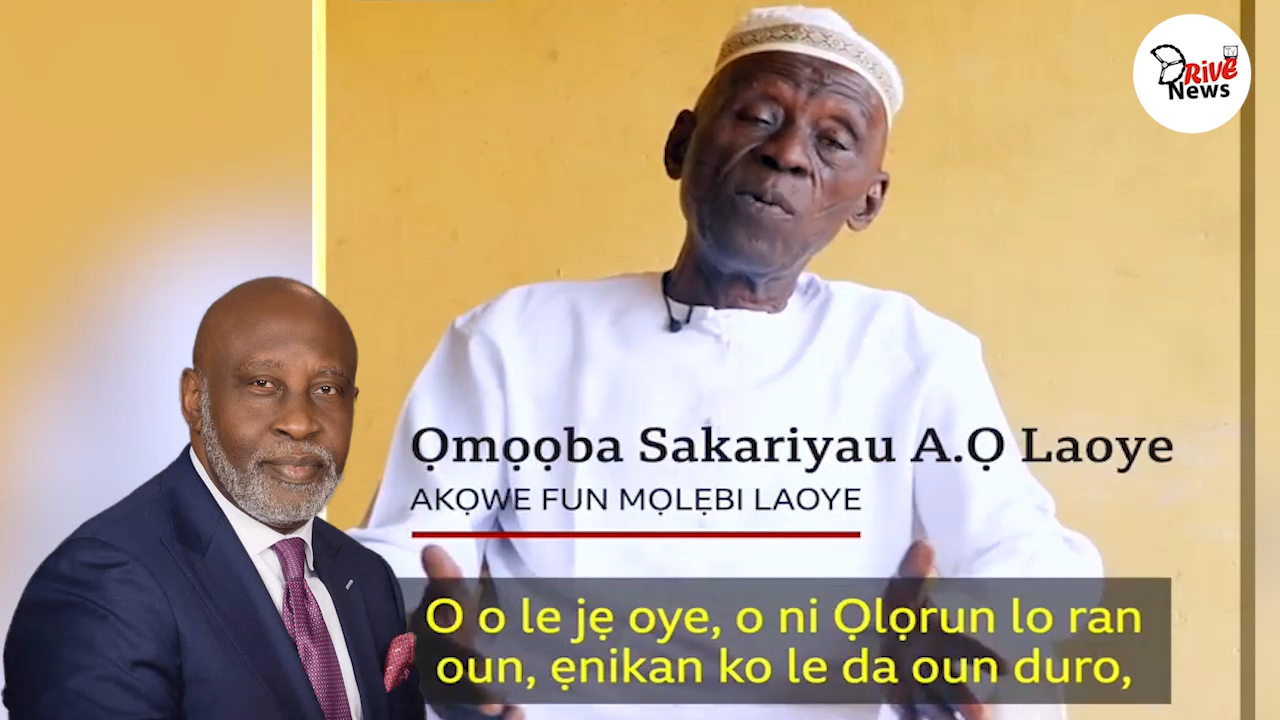 DRIVE TV
News
Ọmọọba Sakariyau A.Ọ Laoye
AKỌWE FUN MỌLẸBI LAOYE
O o le jẹ oye, o ni Ọlọrun lo ran
oun, ẹnikan ko le da oun duro,